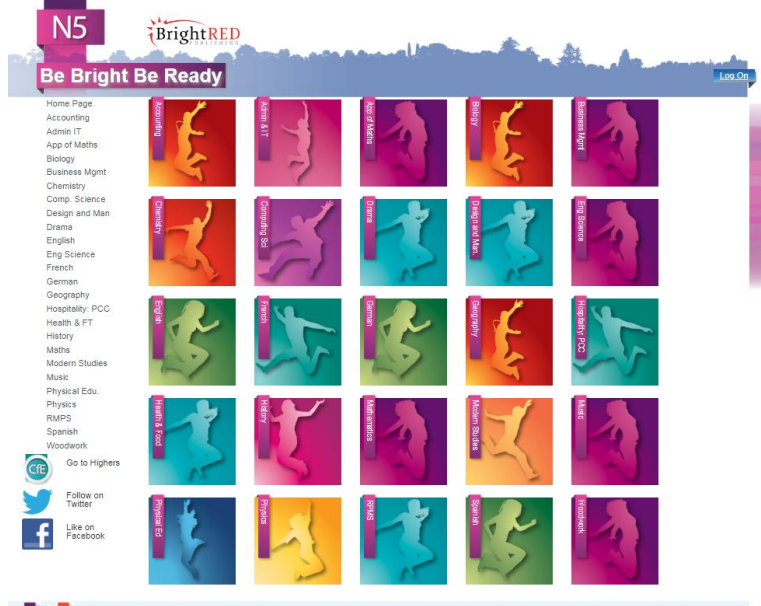 N5
BrightRED
PUBLISHING
Be Bright Be Ready
Log On
Home Page
Accounting
Admin IT
App of Maths
Biology
Business Mgmt
Chemistry
Comp. Science
Design and Man
Drama
English
Eng Science
French
German
Geography
Hospitality: PCC
Health & FT
History
Maths
Modern Studies
Music
Physical Edu.
Physics
RMPS
Spanish
Woodwork
CfE
Go to Highers
Follow on
Twitter
f
Like on
Facebook
Accounting
Admin & IT
App of Maths
Biology
Business Mgmt
Chemistry
Computing Sci
Drama
Design and Man.
Eng Science
English
French
German
Geography
Hospitality: PCC
Health & Food
History
Mathematics
Modern Studies
Music
Physical Ed
Physics
RPMS
Spanish
Woodwork